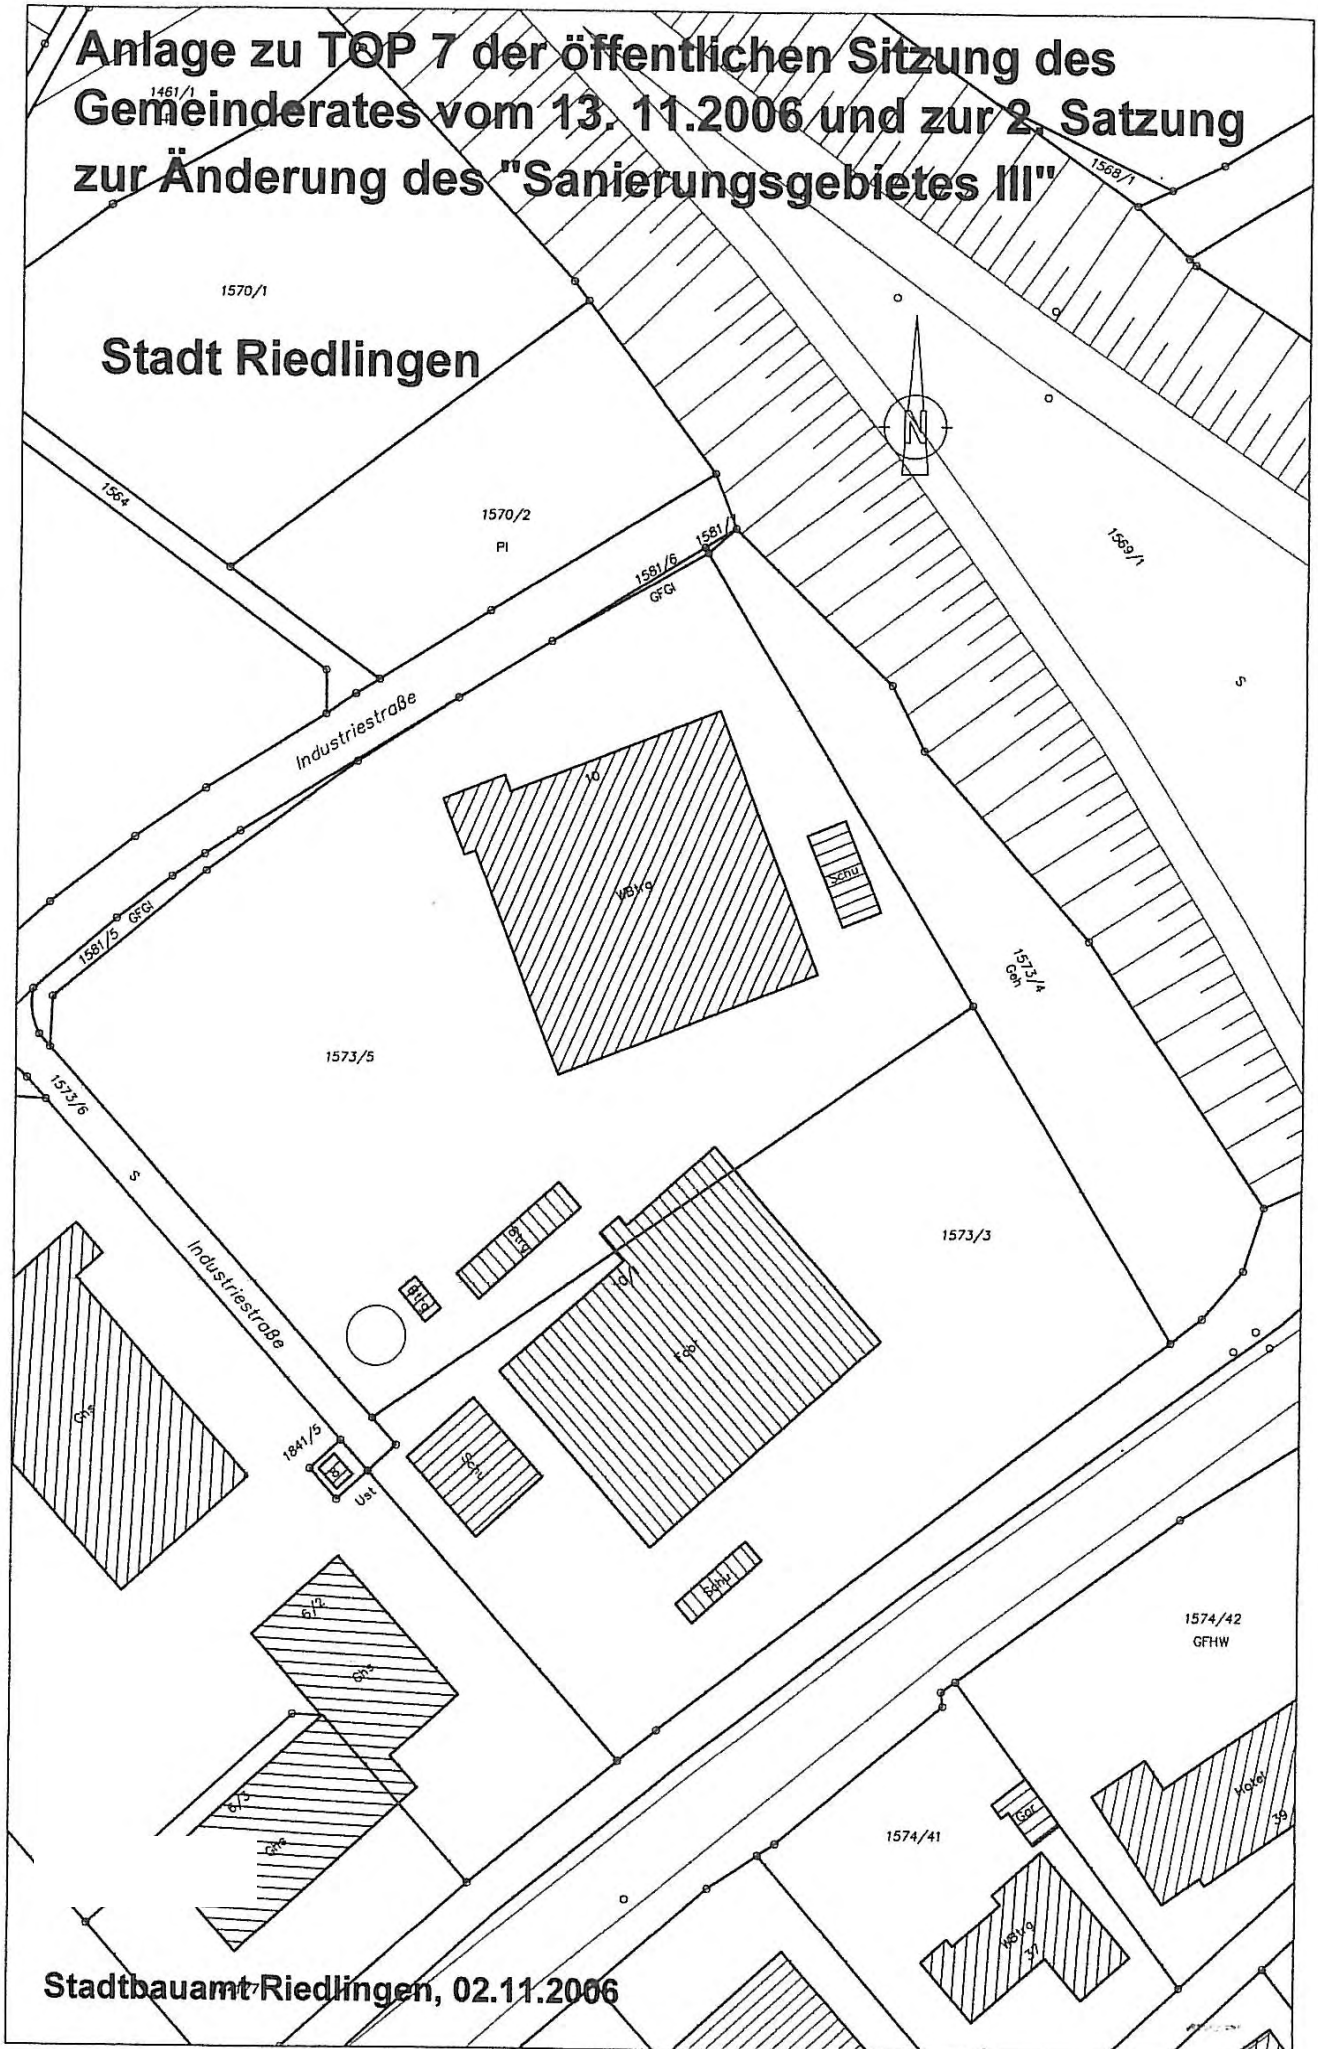 Anlage zu TOP 7 der öffentlichen Sitzung des
Gemeinderates vom 13. 11.2006 und zur 2. Satzung
zur Änderung des "Sanierungsgebietes III"
1461/1
1568/1
1570/1
Stadt Riedlingen
N
1564
1570/2
Pl
1581/6
GFGl
1569/1
S
Industriestraße
10
WBtrg
Schu
1581/5 GFGl
1573/4
Geh
1573/5
1573/6
S
Industriestraße
Btrg
Btrg
1573/3
10/1
Fabr
Ghs
1841/5
Ust
Schu
Schu
6/2
Ghs
1574/42
GFHW
6/3
Ghs
Hotel
39
Gar
1574/41
WBtrg
37
Stadtbauamt Riedlingen, 02.11.2006